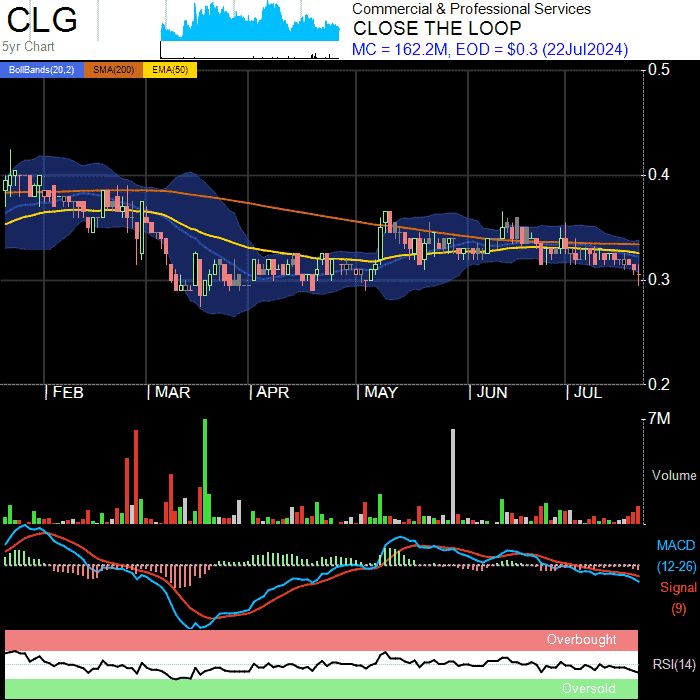 CLG
5yr Chart
Commercial & Professional Services
CLOSE THE LOOP
MC = 162.2M, EOD = $0.3 (22Jul2024)
BollBands(20,2) SMA(200) EMA(50)
0.5
0.4
0.3
0.2
FEB MAR APR MAY JUN JUL
7M
Volume
MACD
(12-26)
Signal
(9)
Overbought
RSI(14)
Oversold